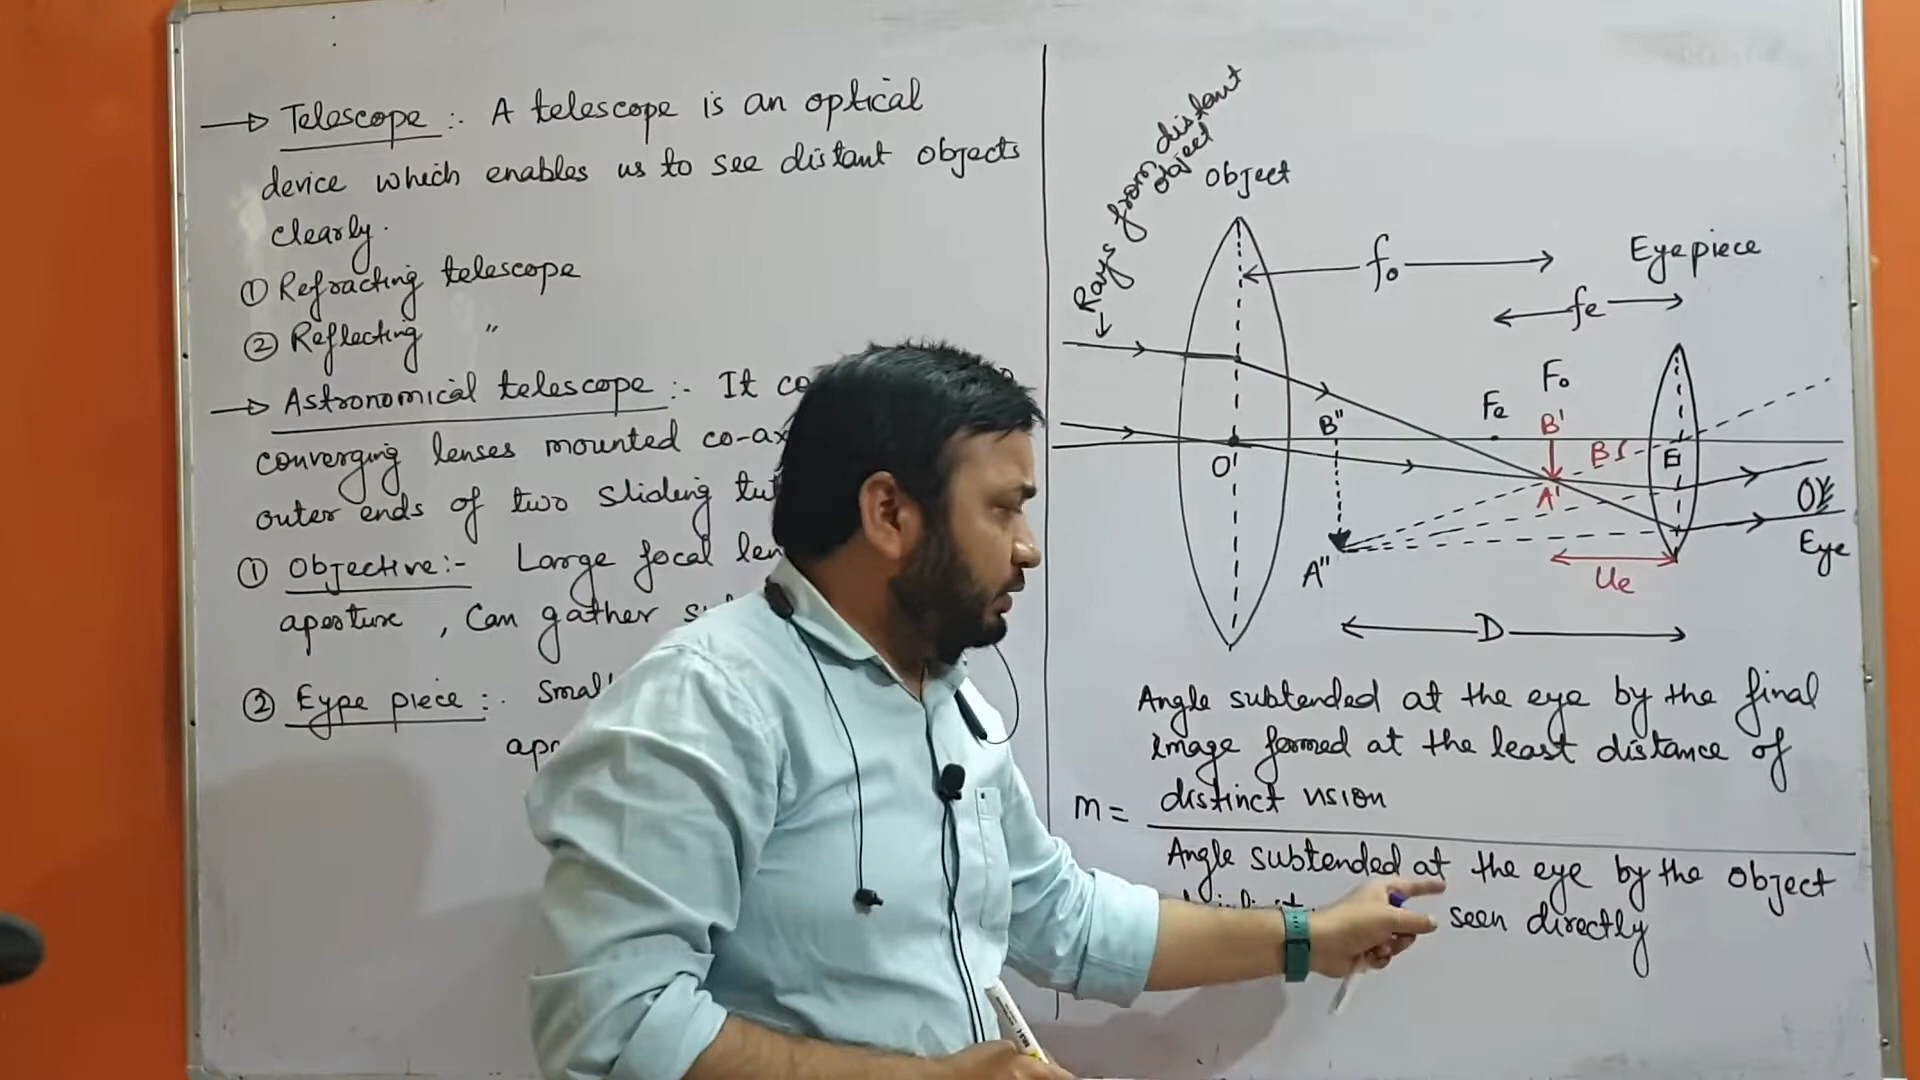 → Telescope :- A telescope is an optical
device which enables us to see distant objects
clearly.
① Refracting telescope
② Reflecting "
→ Astronomical telescope :- It co
converging lenses mounted co-ax
outer ends of two sliding tu
① Objective :- Large focal len
aperture, Can gather
② Eype piece :- Small
ape
Rays from distant
object
Object
fo
Eyepiece
fe
Fo
Fe
B'
B"
β
E
O
A'
A"
Eye
ue
D
Angle subtended at the eye by the final
image formed at the least distance of
distinct vision
m =
Angle subtended at the eye by the object
seen directly